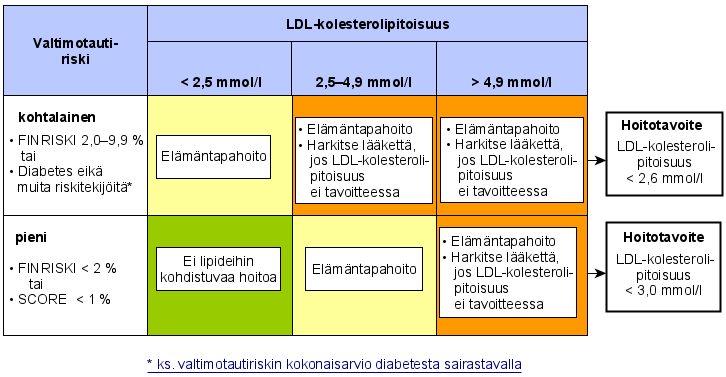 Valtimotauti-
riski
LDL-kolesterolipitoisuus
< 2,5 mmol/l
2,5–4,9 mmol/l
> 4,9 mmol/l
kohtalainen
• FINRISKI 2,0–9,9 %
tai
• Diabetes eikä
muita riskitekijöitä*
Elämäntapahoito
• Elämäntapahoito
• Harkitse lääkettä,
jos LDL-kolesteroli-
pitoisuus
ei tavoitteessa
• Elämäntapahoito
• Harkitse lääkettä,
jos LDL-kolesteroli-
pitoisuus
ei tavoitteessa
Hoitotavoite
LDL-kolesteroli-
pitoisuus
< 2,6 mmol/l
pieni
• FINRISKI < 2 %
tai
• SCORE < 1 %
Ei lipideihin
kohdistuvaa hoitoa
Elämäntapahoito
• Elämäntapahoito
• Harkitse lääkettä,
jos LDL-kolesteroli-
pitoisuus
ei tavoitteessa
Hoitotavoite
LDL-kolesteroli-
pitoisuus
< 3,0 mmol/l
* ks. valtimotautiriskin kokonaisarvio diabetesta sairastavalla